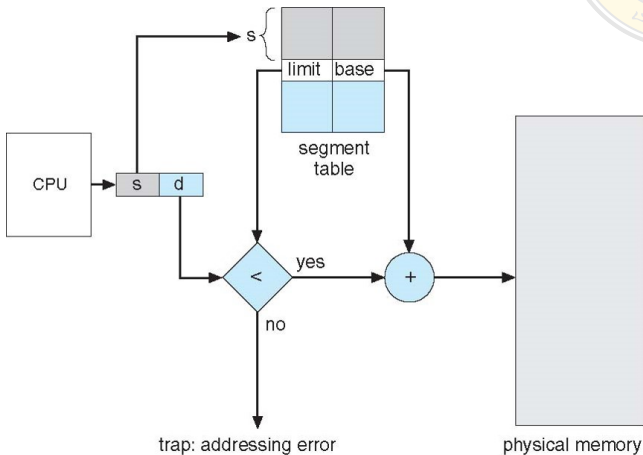 s
limit base
segment
table
CPU
s d
<
yes
+
no
trap: addressing error
physical memory